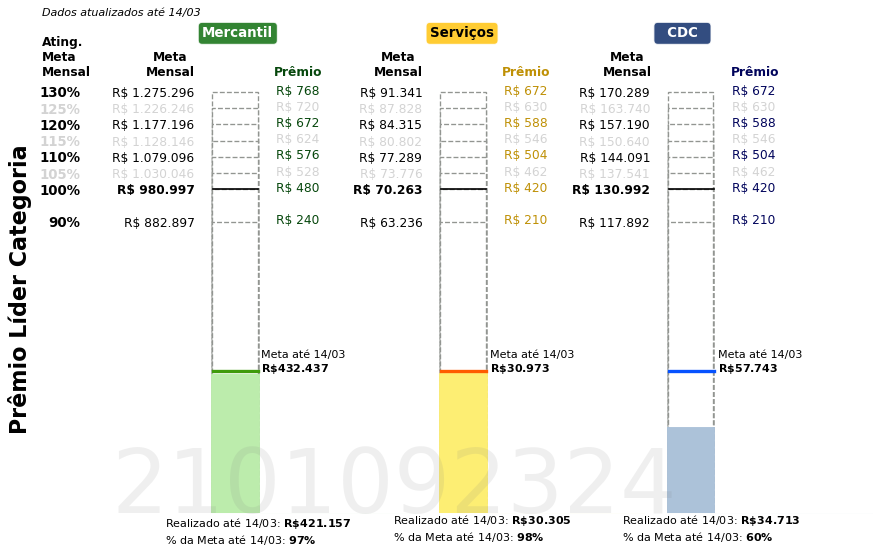 Dados atualizados até 14/03
Mercantil Serviços CDC
Ating.
Meta Meta Meta Meta
Mensal Mensal Prêmio Mensal Prêmio Mensal Prêmio
130% R$ 1.275.296 R$ 768 R$ 91.341 R$ 672 R$ 170.289 R$ 672
125% R$ 1.226.246 R$ 720 R$ 87.828 R$ 630 R$ 163.740 R$ 630
120% R$ 1.177.196 R$ 672 R$ 84.315 R$ 588 R$ 157.190 R$ 588
115% R$ 1.128.146 R$ 624 R$ 80.802 R$ 546 R$ 150.640 R$ 546
110% R$ 1.079.096 R$ 576 R$ 77.289 R$ 504 R$ 144.091 R$ 504
105% R$ 1.030.046 R$ 528 R$ 73.776 R$ 462 R$ 137.541 R$ 462
100% R$ 980.997 R$ 480 R$ 70.263 R$ 420 R$ 130.992 R$ 420
90% R$ 882.897 R$ 240 R$ 63.236 R$ 210 R$ 117.892 R$ 210
Prêmio Líder Categoria
Meta até 14/03 Meta até 14/03 Meta até 14/03
R$432.437 R$30.973 R$57.743
2101092324
Realizado até 14/03: R$421.157 Realizado até 14/03: R$30.305 Realizado até 14/03: R$34.713
% da Meta até 14/03: 97% % da Meta até 14/03: 98% % da Meta até 14/03: 60%